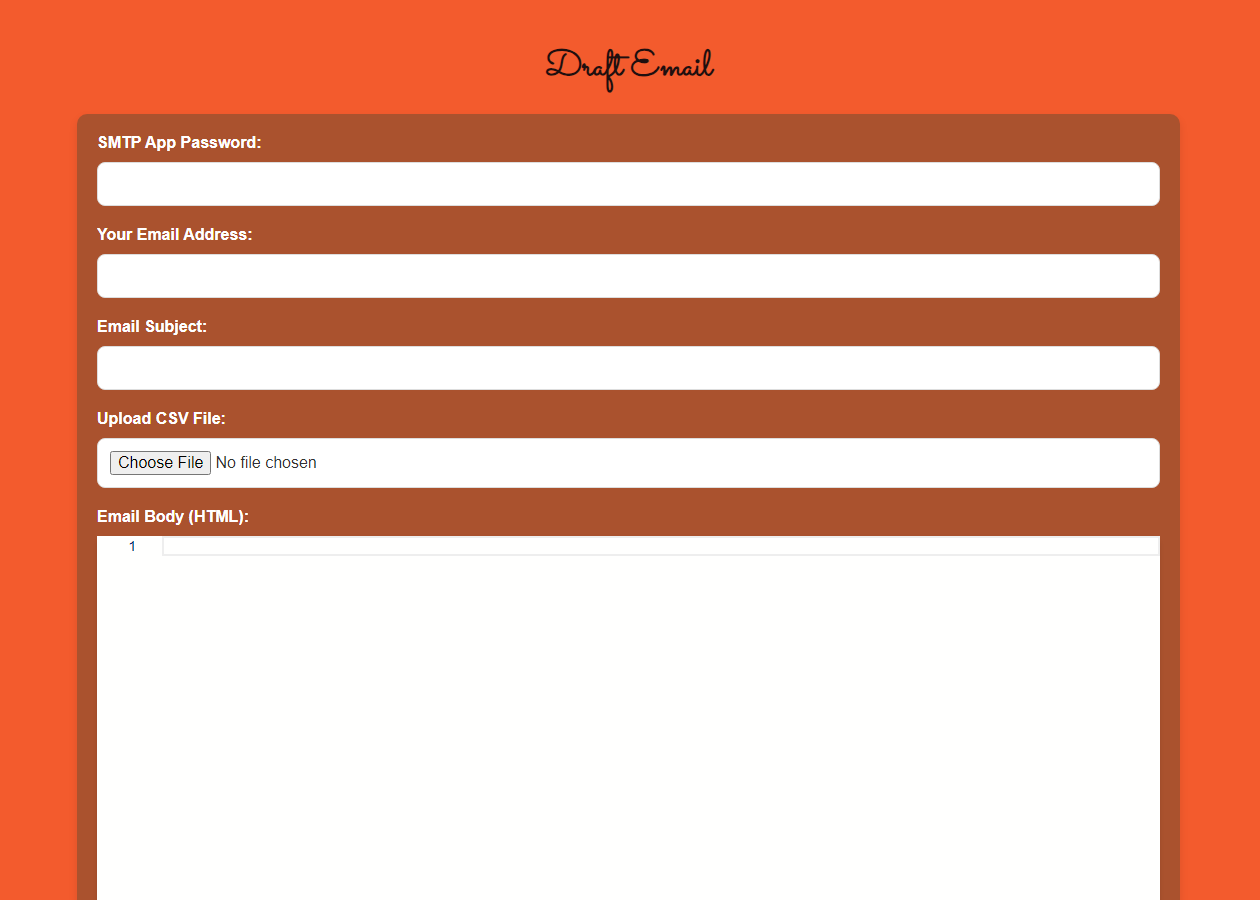 Draft Email
SMTP App Password:
Your Email Address:
Email Subject:
Upload CSV File:
Choose File No file chosen
Email Body (HTML):
1